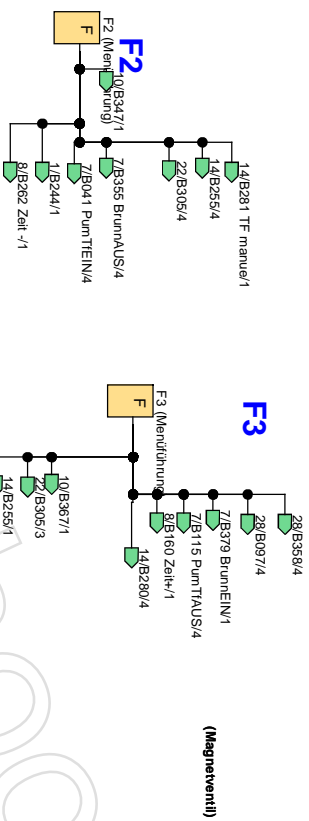 F2
F2 (Menüführung)
F
10/B347/1
14/B281 TF manue/1
14/B255/4
22/B305/4
7/B355 BrunnAUS/4
7/B041 PumTfEIN/4
1/B244/1
8/B262 Zeit -/1
F3
F3 (Menüführung)
F
28/B358/4
28/B097/4
7/B379 BrunnEIN/1
7/B115 PumTfAUS/4
8/B160 Zeit+/1
14/B280/4
10/B367/1
22/B305/3
14/B255/1
(Magnetventil)